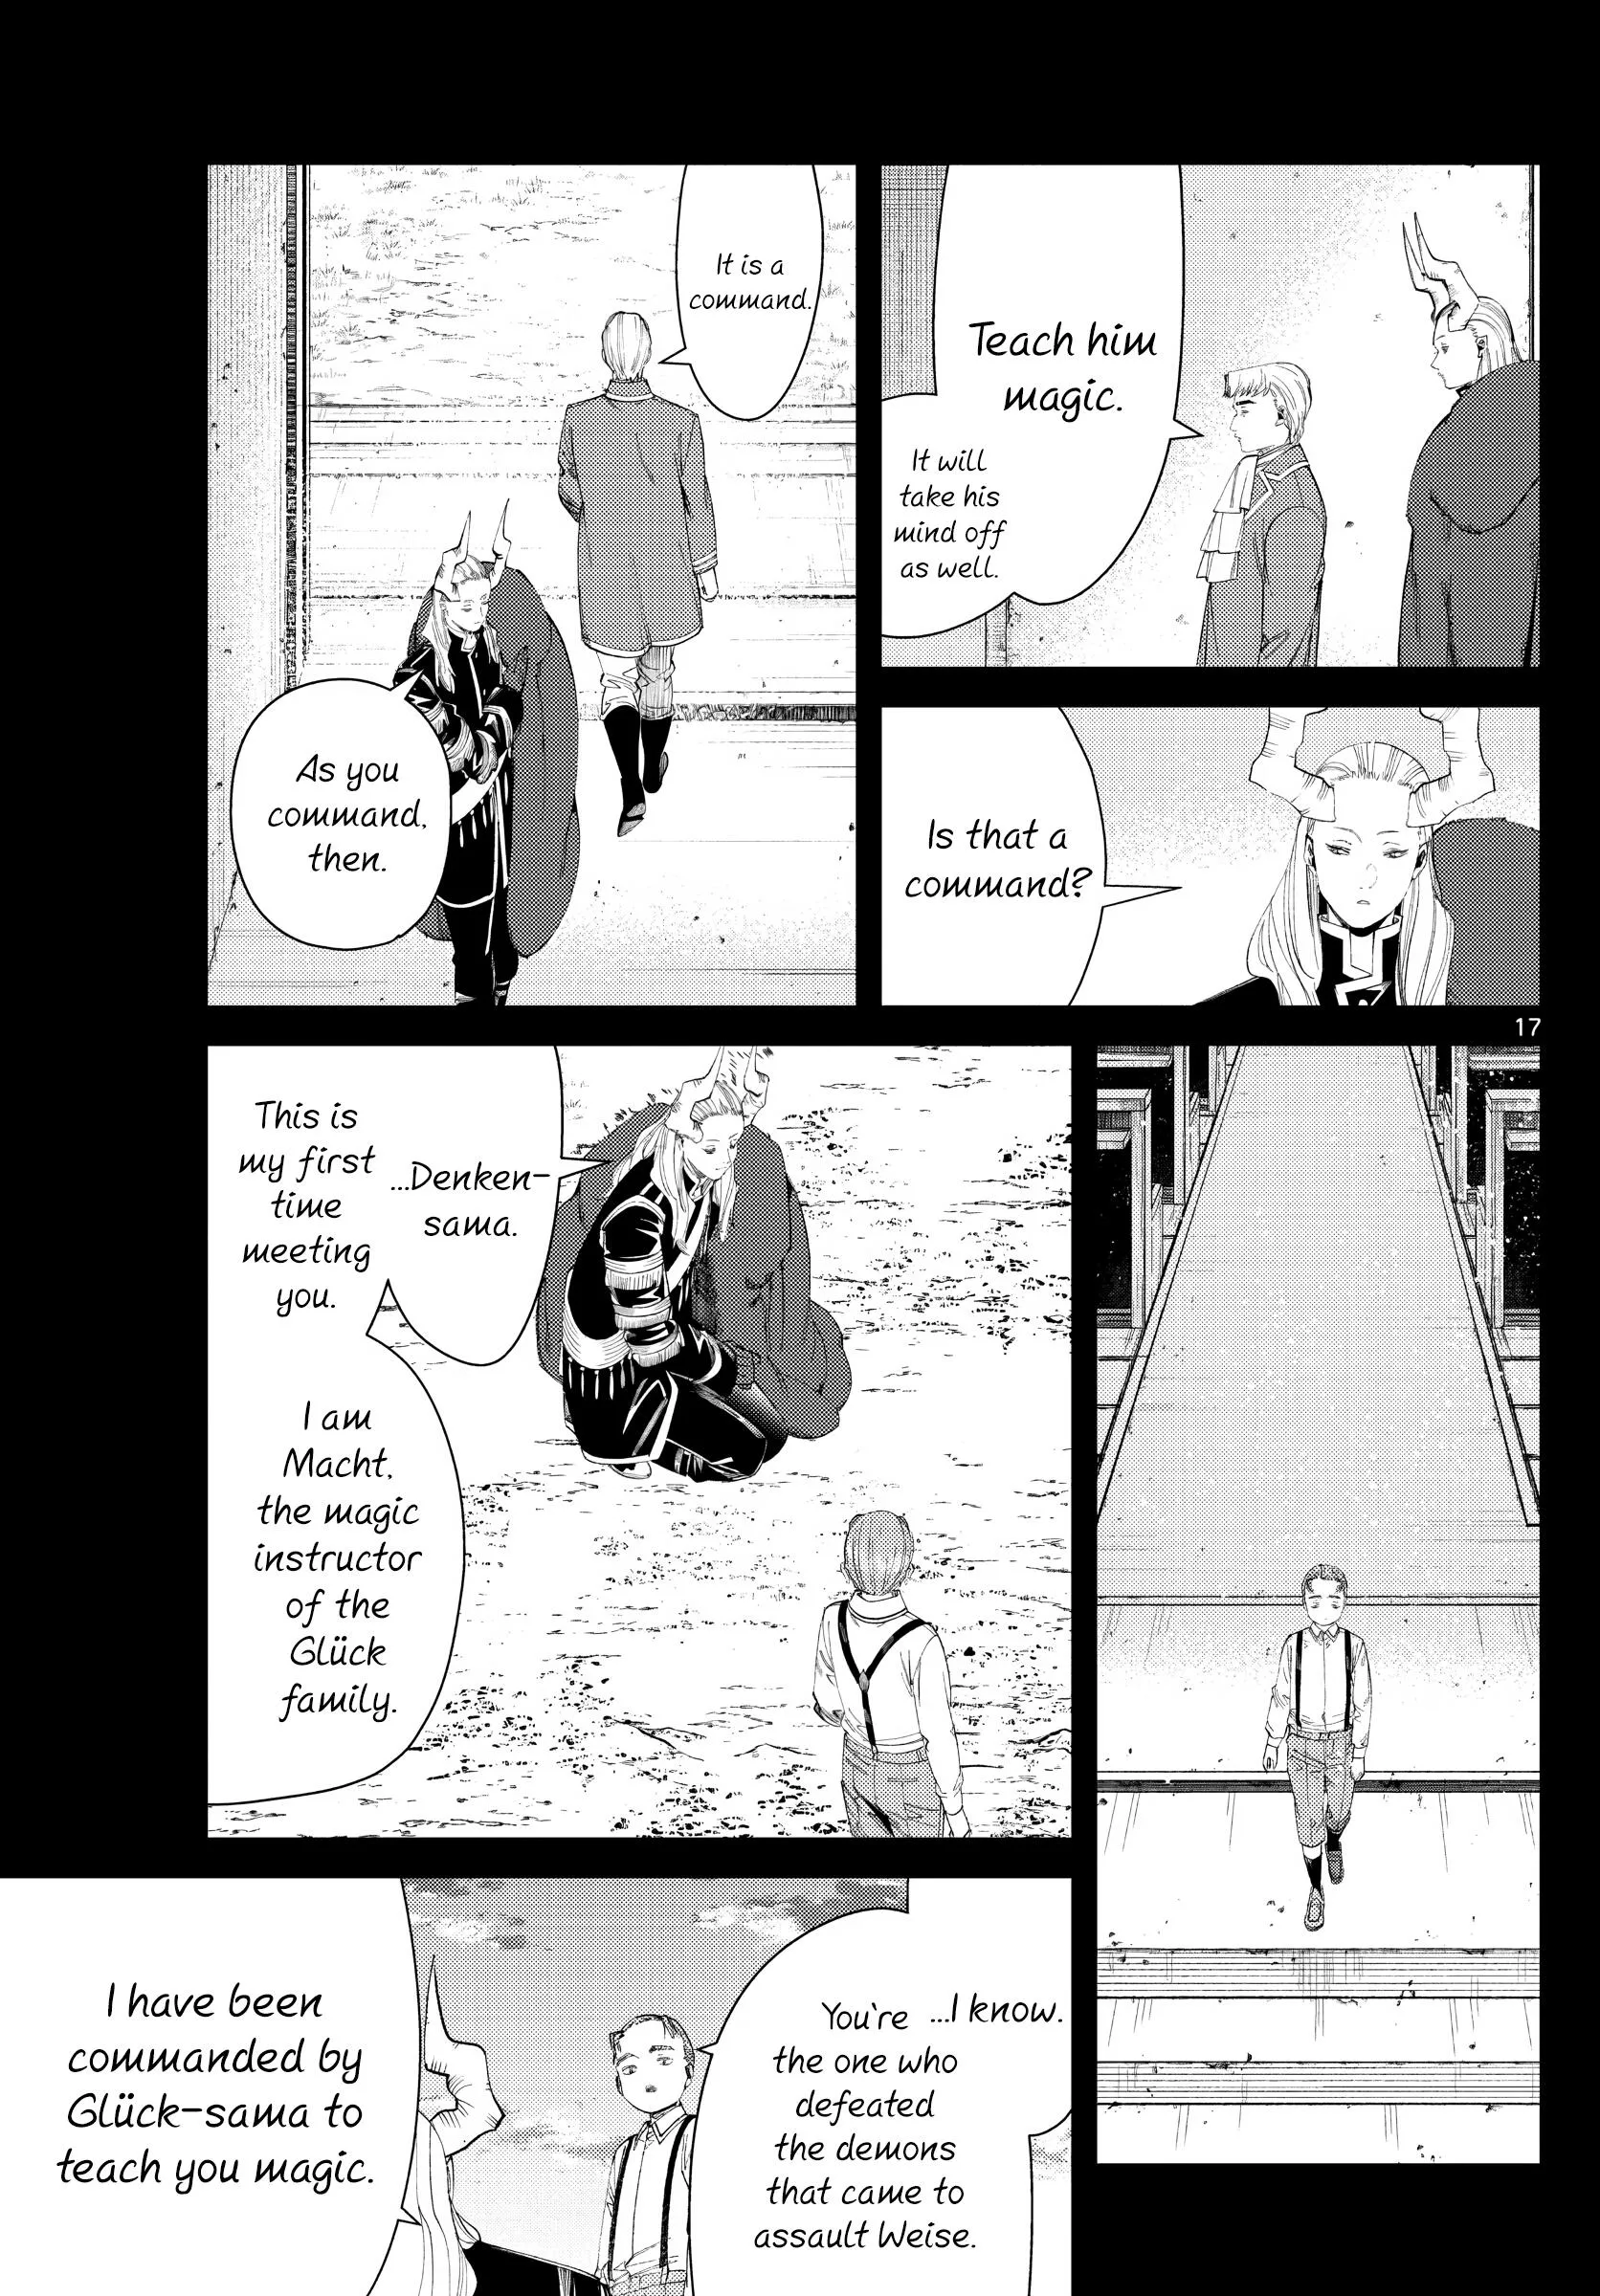 Teach him
magic.
It will
take his
mind off
as well.
Is that a
command?
It is a
command.
As you
command,
then.
17
...Denken-
sama.
This is
my first
time
meeting
you.
I am
Macht,
the magic
instructor
of the
Glück
family.
...I know.
You're
the one who
defeated
the demons
that came to
assault Weise.
I have been
commanded by
Glück-sama to
teach you magic.